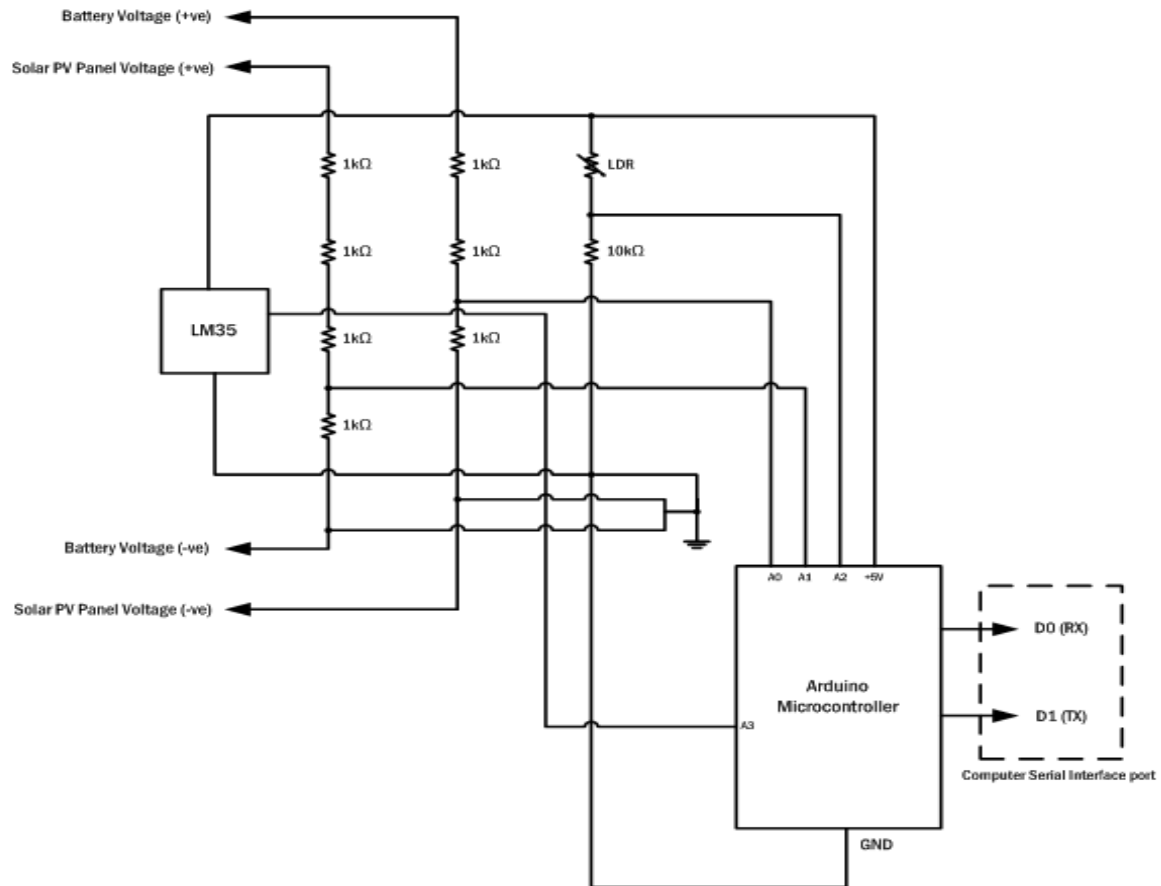 Battery Voltage (+ve)
Solar PV Panel Voltage (+ve)
1kΩ
1kΩ
LDR
1kΩ
1kΩ
10kΩ
LM35
1kΩ
1kΩ
1kΩ
Battery Voltage (-ve)
Solar PV Panel Voltage (-ve)
A0
A1
A2
+5V
D0 (RX)
Arduino
Microcontroller
A3
D1 (TX)
Computer Serial Interface port
GND